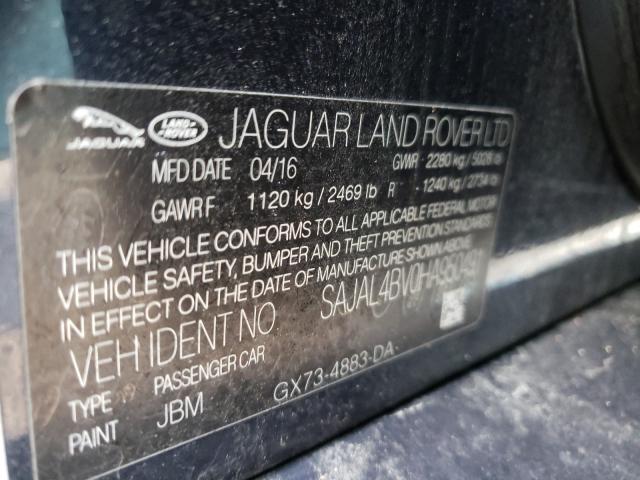 JAGUAR LAND ROVER JAGUAR LAND ROVER LTD
MFD DATE 04/16 GVWR - 2280 kg / 5026 lb
GAWR F 1120 kg / 2469 lb R 1240 kg / 2734 lb
THIS VEHICLE CONFORMS TO ALL APPLICABLE FEDERAL MOTOR
VEHICLE SAFETY, BUMPER AND THEFT PREVENTION STANDARDS
IN EFFECT ON THE DATE OF MANUFACTURE SHOWN ABOVE.
VEH IDENT NO
TYPE PASSENGER CAR
PAINT JBM GX73-4883-DA